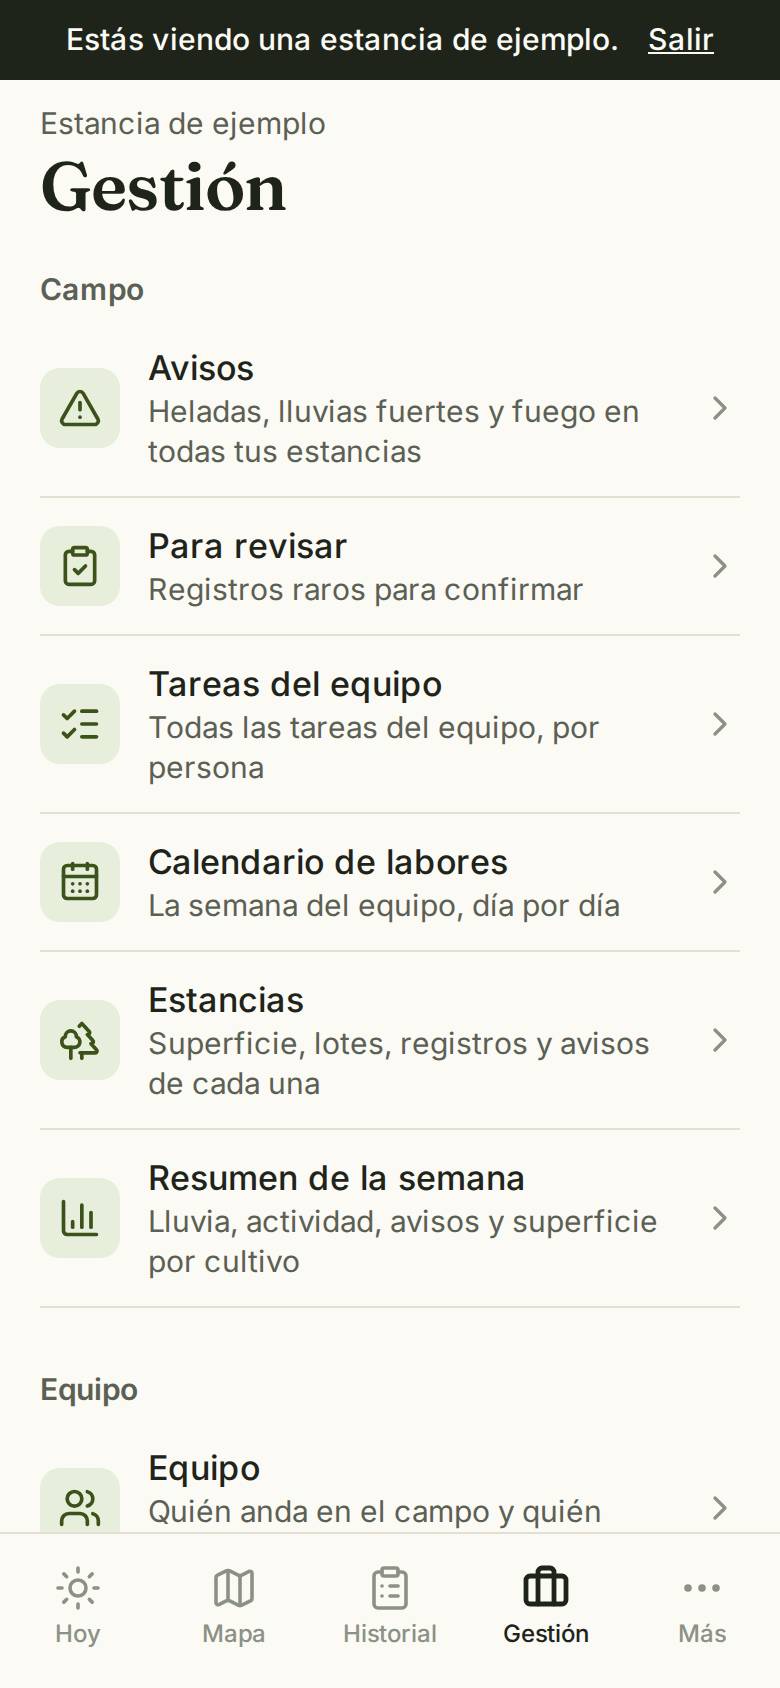 Estás viendo una estancia de ejemplo. Salir
Estancia de ejemplo
Gestión
Campo
Avisos
Heladas, lluvias fuertes y fuego en
todas tus estancias
Para revisar
Registros raros para confirmar
Tareas del equipo
Todas las tareas del equipo, por
persona
Calendario de labores
La semana del equipo, día por día
Estancias
Superficie, lotes, registros y avisos
de cada una
Resumen de la semana
Lluvia, actividad, avisos y superficie
por cultivo
Equipo
Equipo
Quién anda en el campo y quién
Hoy
Mapa
Historial
Gestión
Más